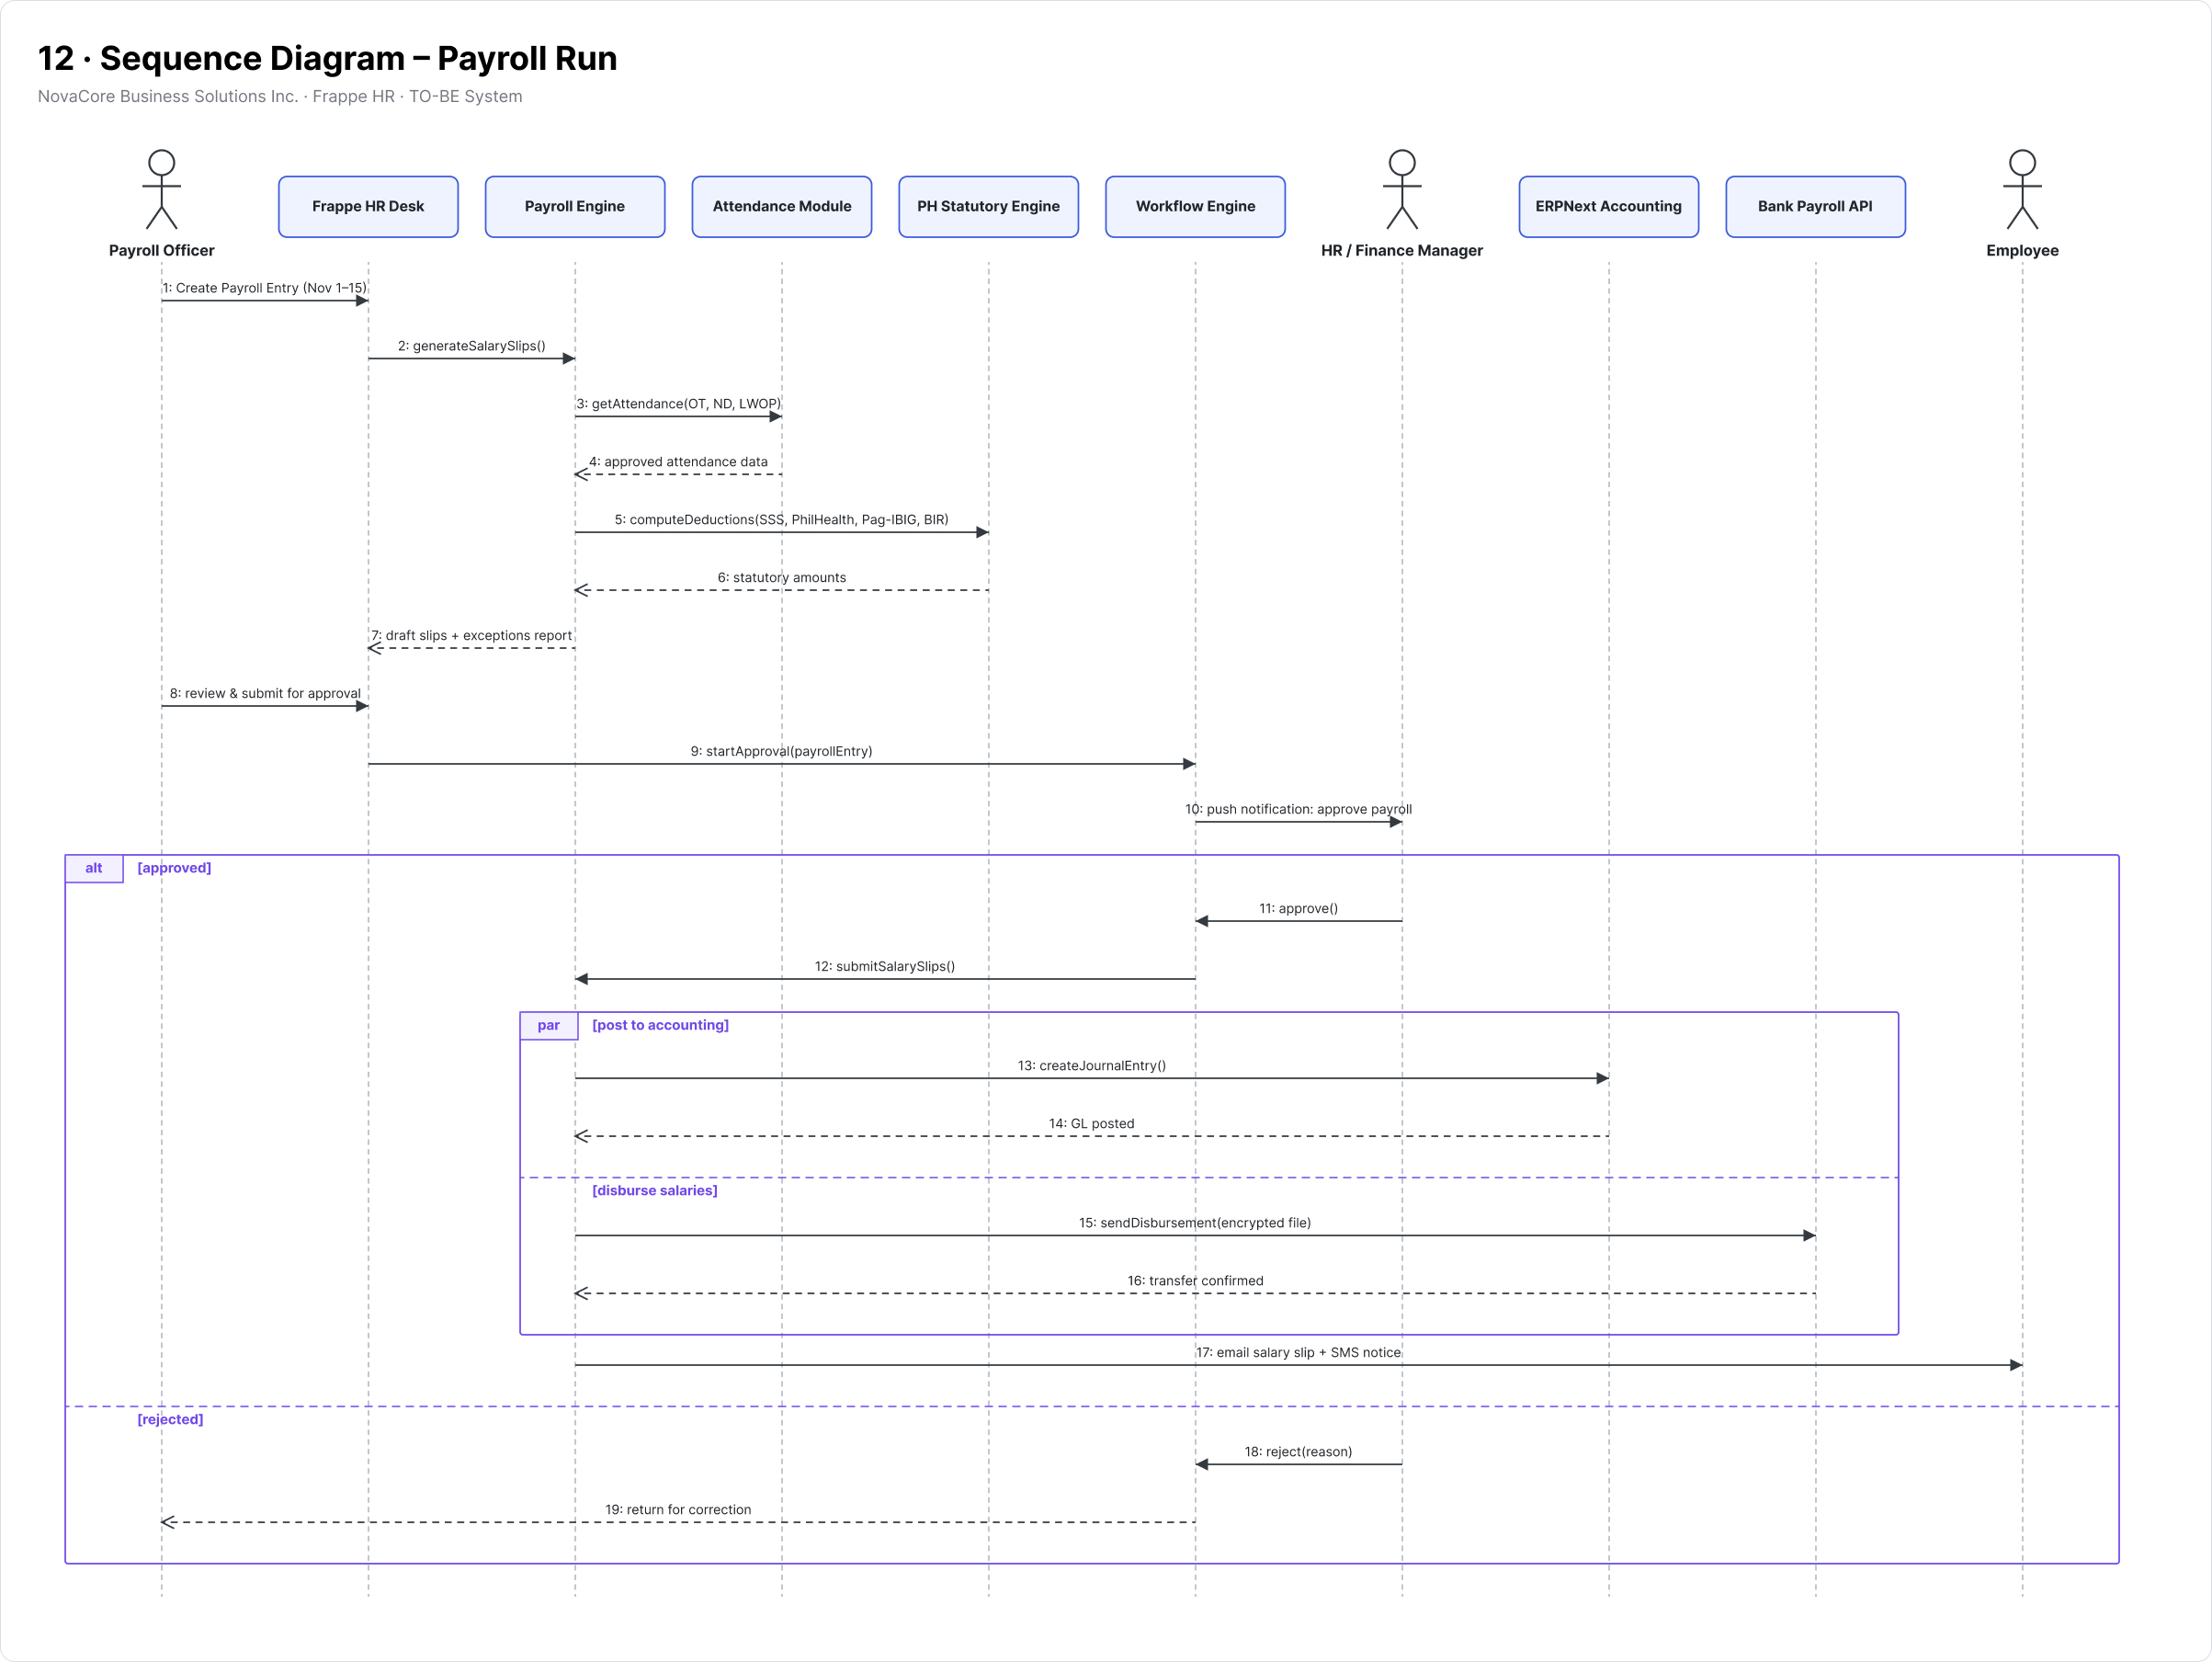 12 · Sequence Diagram – Payroll Run
NovaCore Business Solutions Inc. · Frappe HR · TO-BE System
Payroll Officer
Frappe HR Desk
Payroll Engine
Attendance Module
PH Statutory Engine
Workflow Engine
HR / Finance Manager
ERPNext Accounting
Bank Payroll API
Employee
1: Create Payroll Entry (Nov 1–15)
2: generateSalarySlips()
3: getAttendance(OT, ND, LWOP)
4: approved attendance data
5: computeDeductions(SSS, PhilHealth, Pag-IBIG, BIR)
6: statutory amounts
7: draft slips + exceptions report
8: review & submit for approval
9: startApproval(payrollEntry)
10: push notification: approve payroll
alt [approved]
11: approve()
12: submitSalarySlips()
par [post to accounting]
13: createJournalEntry()
14: GL posted
[disburse salaries]
15: sendDisbursement(encrypted file)
16: transfer confirmed
17: email salary slip + SMS notice
[rejected]
18: reject(reason)
19: return for correction